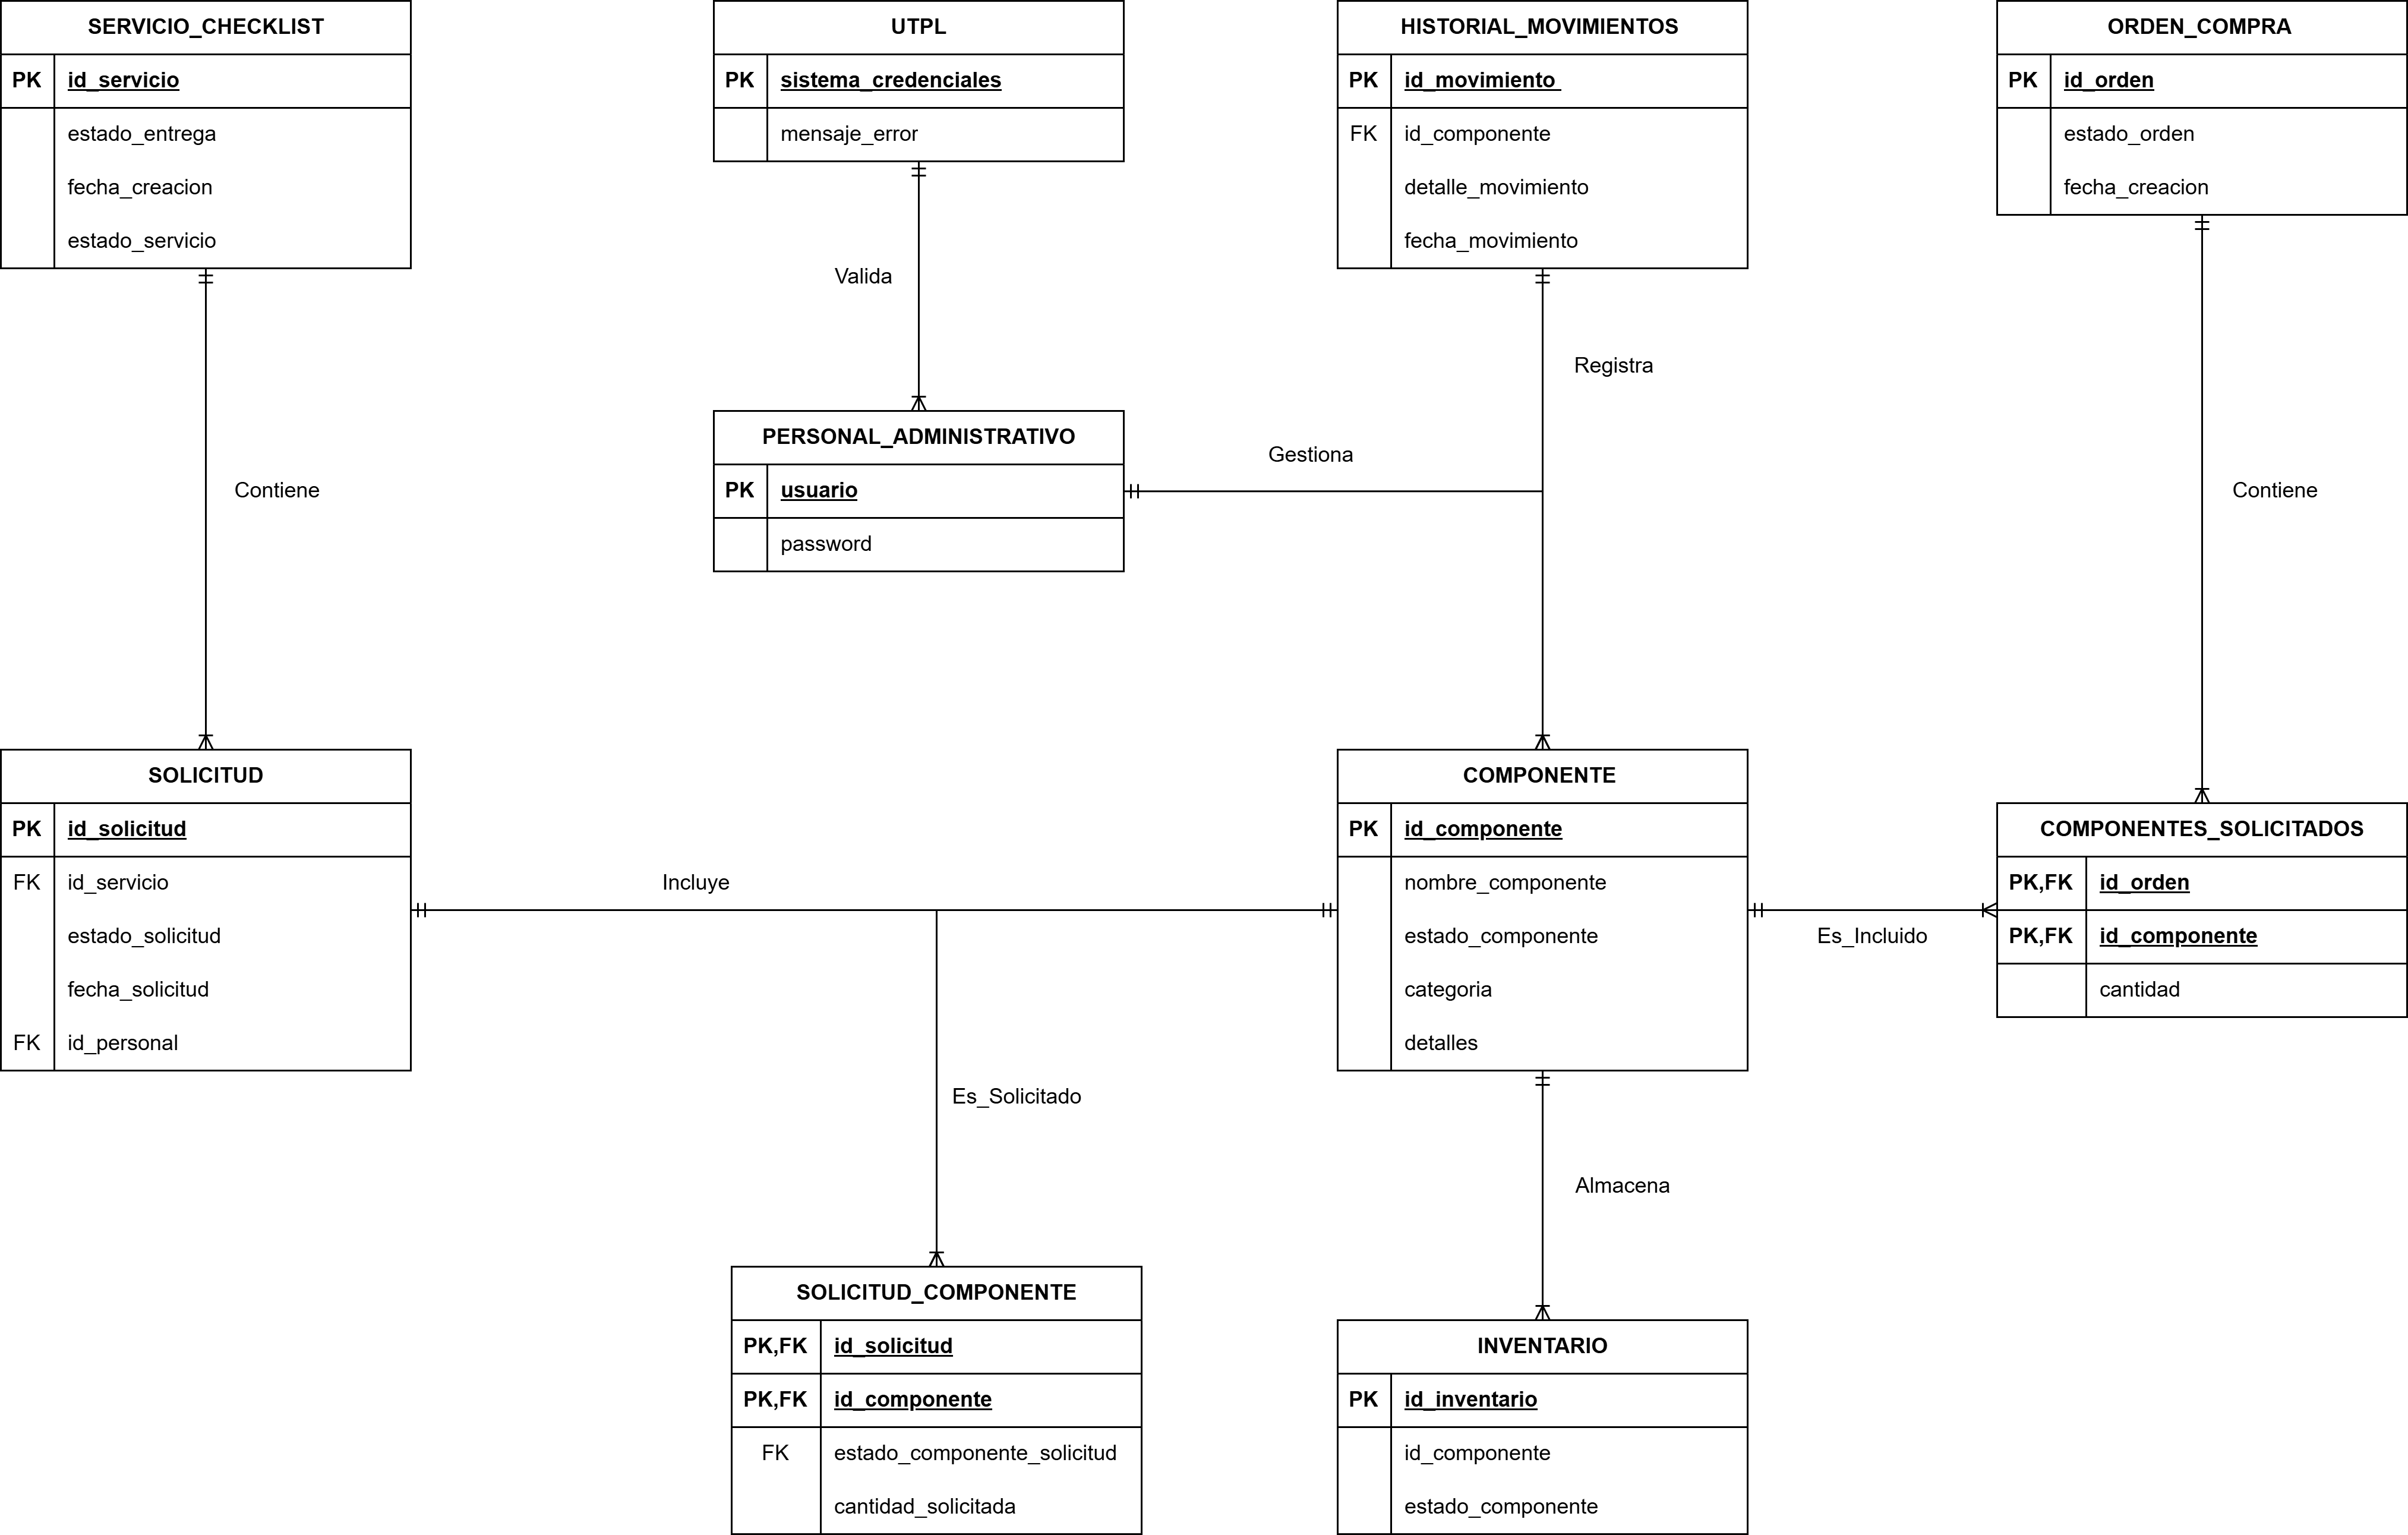 SERVICIO_CHECKLIST
PK id_servicio
estado_entrega
fecha_creacion
estado_servicio
UTPL
PK sistema_credenciales
mensaje_error
HISTORIAL_MOVIMIENTOS
PK id_movimiento
FK id_componente
detalle_movimiento
fecha_movimiento
ORDEN_COMPRA
PK id_orden
estado_orden
fecha_creacion
Valida
Registra
PERSONAL_ADMINISTRATIVO
PK usuario
password
Gestiona
Contiene
Contiene
SOLICITUD
PK id_solicitud
FK id_servicio
estado_solicitud
fecha_solicitud
FK id_personal
Incluye
COMPONENTE
PK id_componente
nombre_componente
estado_componente
categoria
detalles
Es_Incluido
COMPONENTES_SOLICITADOS
PK,FK id_orden
PK,FK id_componente
cantidad
Es_Solicitado
Almacena
SOLICITUD_COMPONENTE
PK,FK id_solicitud
PK,FK id_componente
FK estado_componente_solicitud
cantidad_solicitada
INVENTARIO
PK id_inventario
id_componente
estado_componente